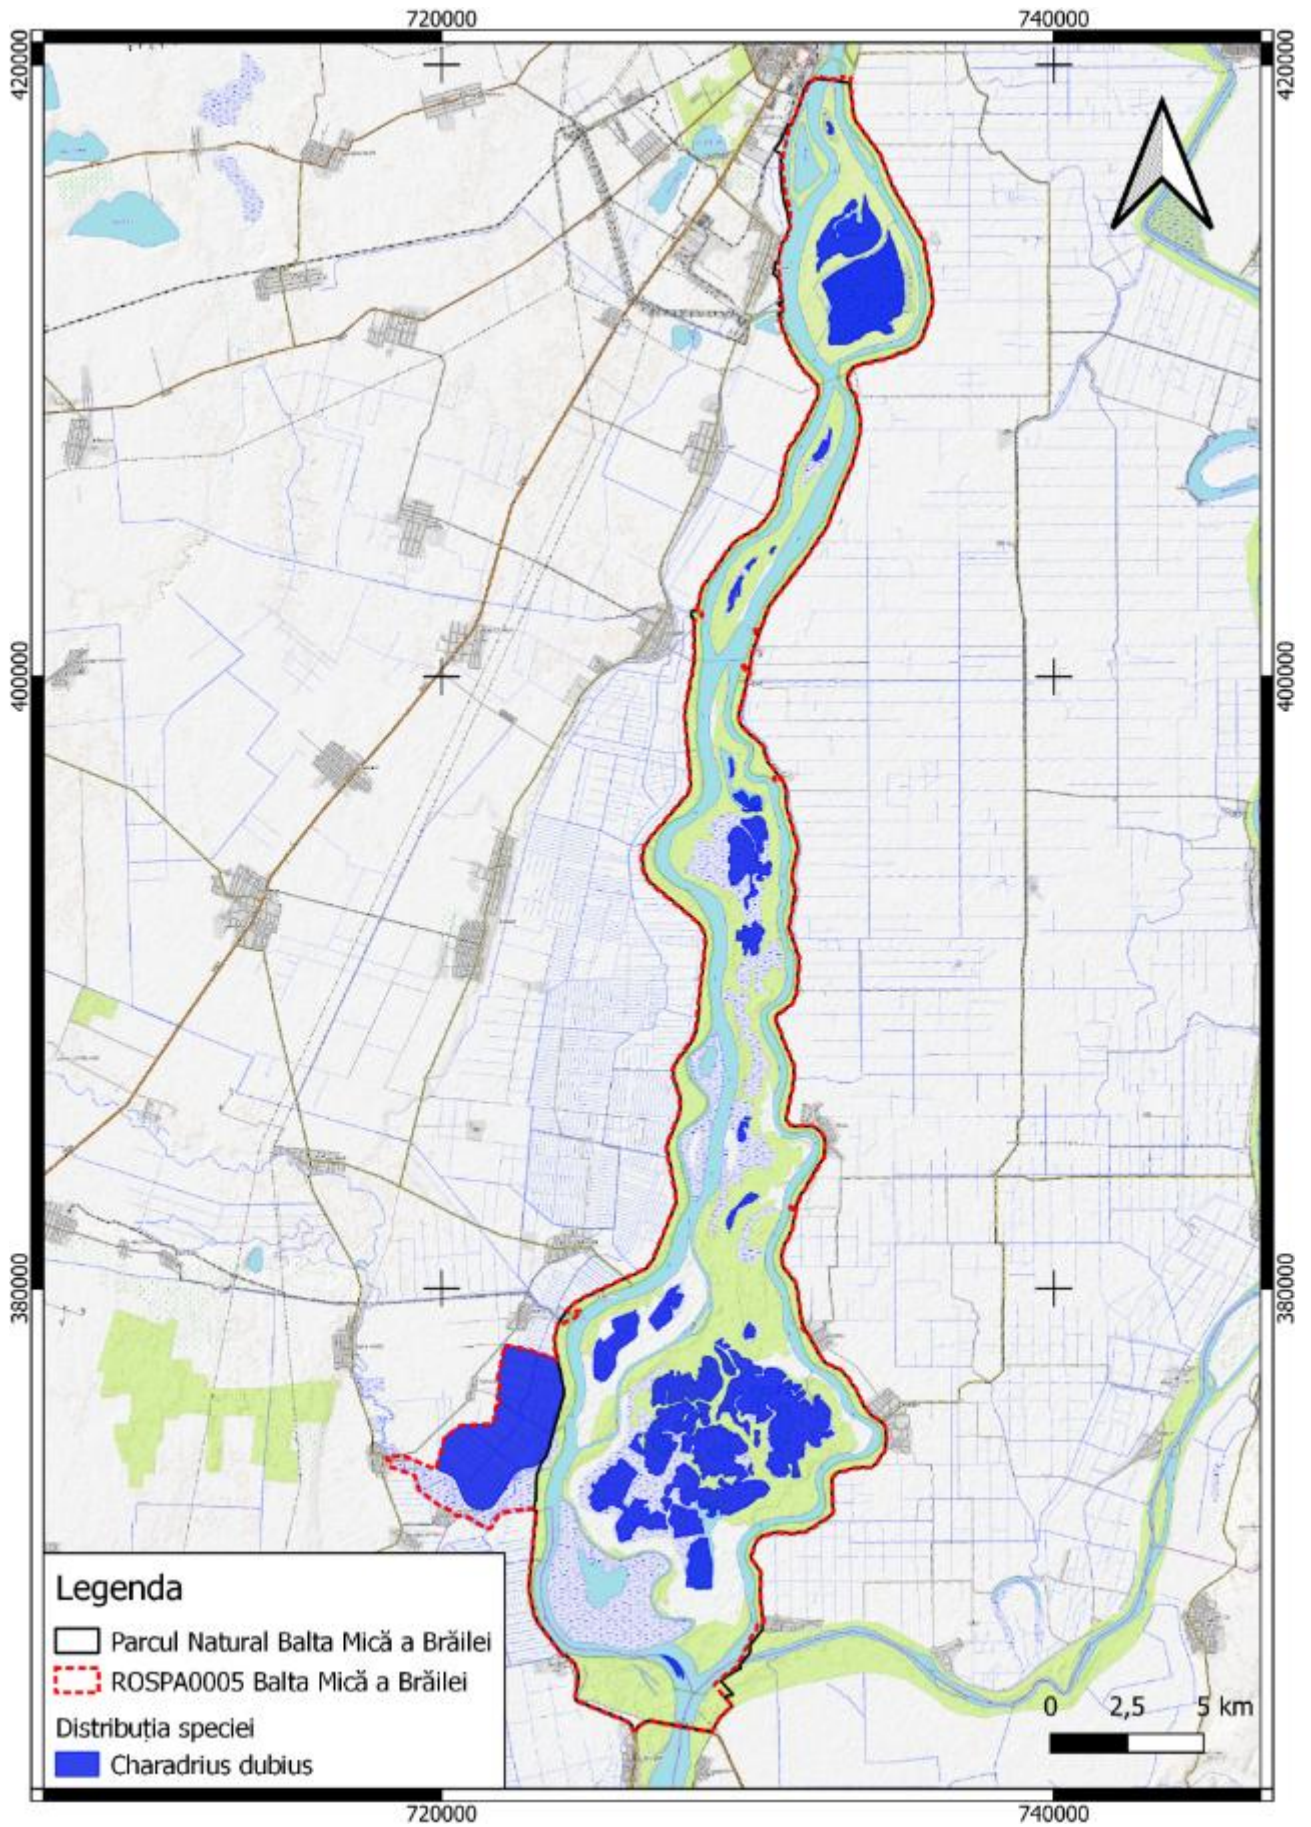 720000
740000
420000
420000
400000
400000
380000
380000
Legenda
Parcul Natural Balta Mică a Brăilei
ROSPA0005 Balta Mică a Brăilei
Distribuția speciei
Charadrius dubius
0 2,5 5 km
720000
740000